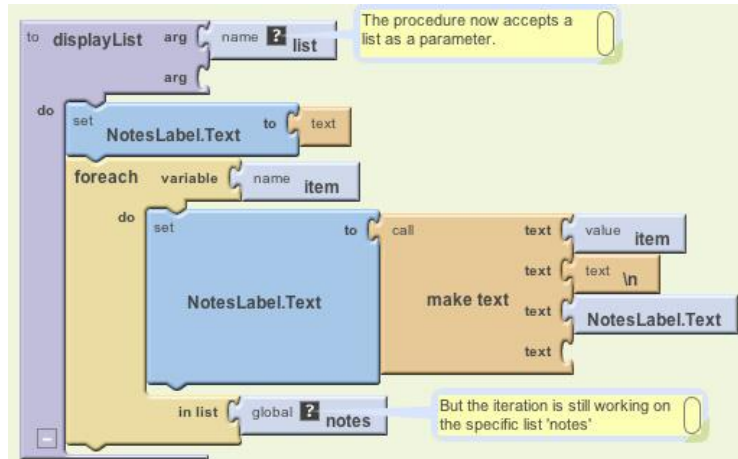 to displayList arg name ? list
The procedure now accepts a
list as a parameter.
arg
do
set NotesLabel.Text to text
foreach variable name item
do
set NotesLabel.Text to call make text text value item
text text \n
text NotesLabel.Text
text
in list global ? notes
But the iteration is still working on
the specific list 'notes'